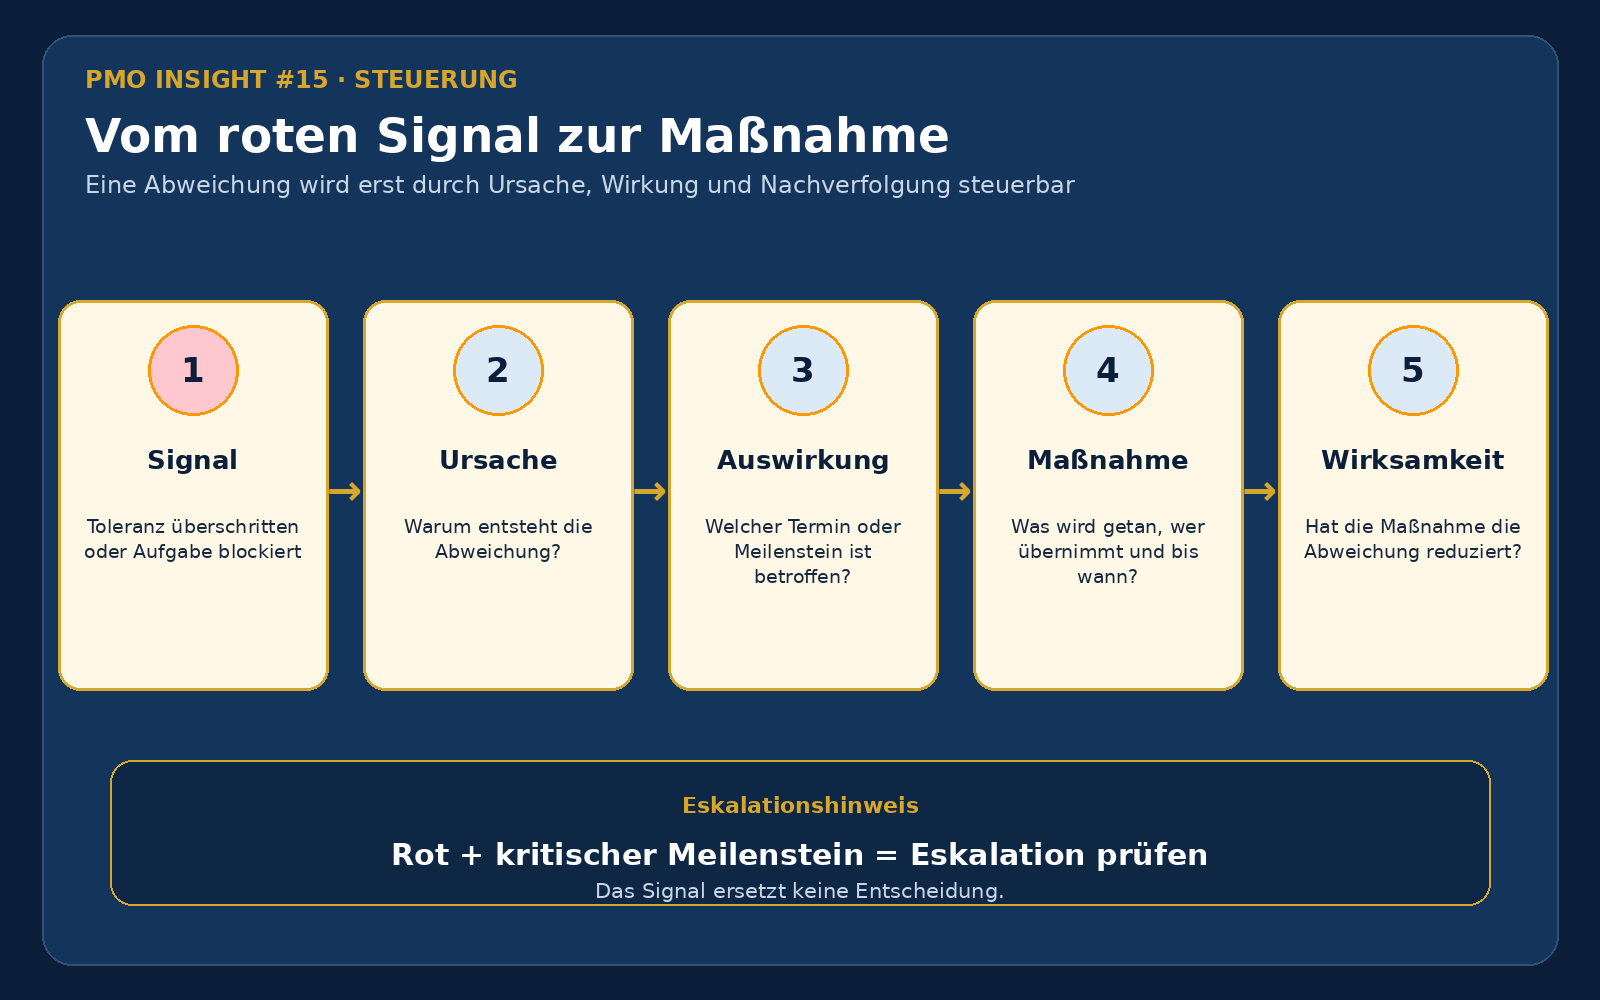 PMO INSIGHT #15 · STEUERUNG
Vom roten Signal zur Maßnahme
Eine Abweichung wird erst durch Ursache, Wirkung und Nachverfolgung steuerbar
1
Signal
Toleranz überschritten
oder Aufgabe blockiert
→
2
Ursache
Warum entsteht die
Abweichung?
→
3
Auswirkung
Welcher Termin oder
Meilenstein ist
betroffen?
→
4
Maßnahme
Was wird getan, wer
übernimmt und bis
wann?
→
5
Wirksamkeit
Hat die Maßnahme die
Abweichung reduziert?
Eskalationshinweis
Rot + kritischer Meilenstein = Eskalation prüfen
Das Signal ersetzt keine Entscheidung.